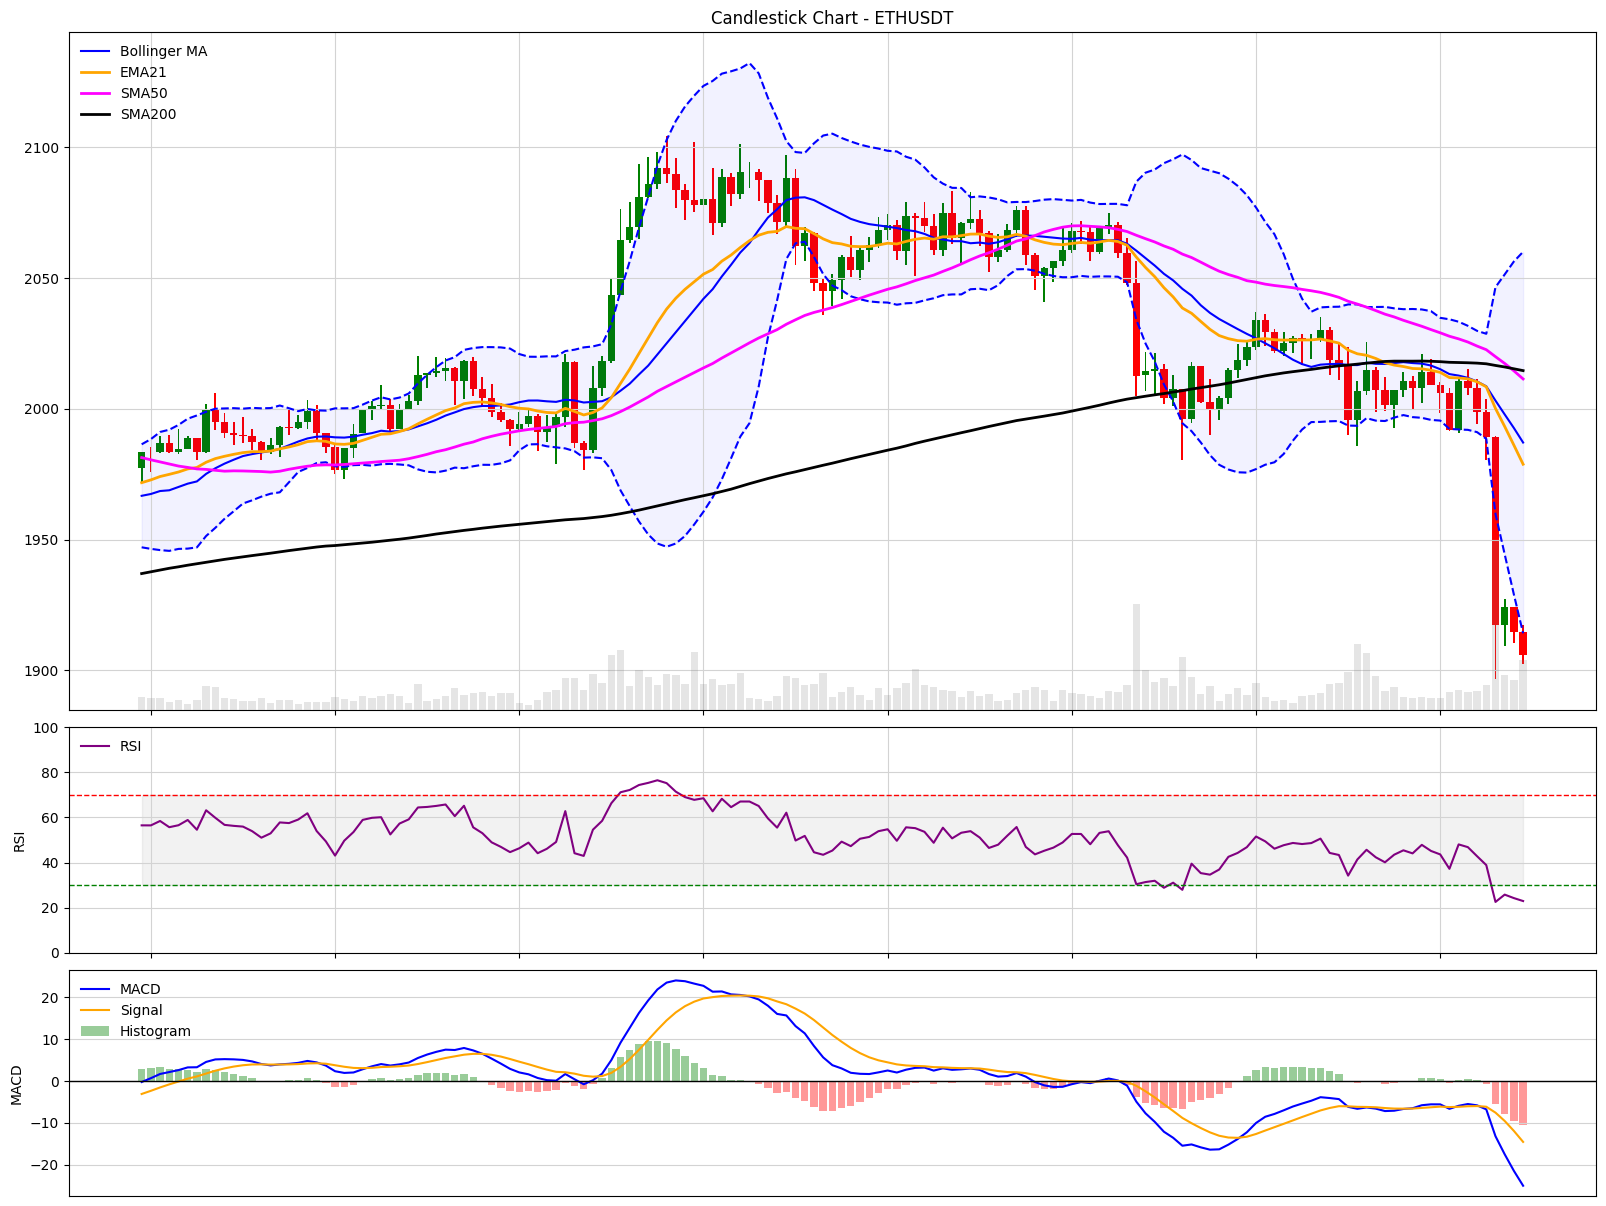 Candlestick Chart - ETHUSDT
Bollinger MA
EMA21
SMA50
SMA200
2100
2050
2000
1950
1900
100
80
60
40
20
0
RSI
RSI
20
10
0
−10
−20
MACD
MACD
Signal
Histogram